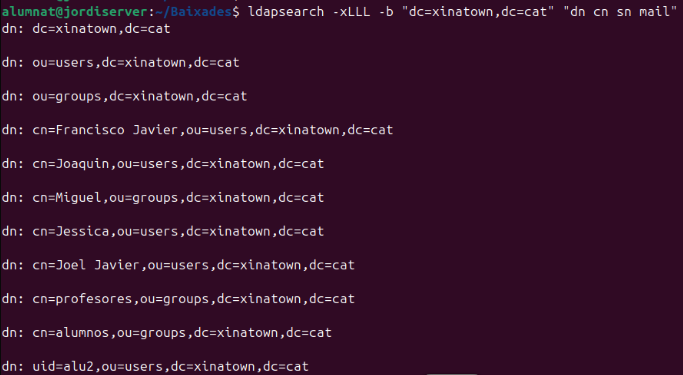 alumnat@jordiserver:~/Baixades$ ldapsearch -xLLL -b "dc=xinatown,dc=cat" "dn cn sn mail"
dn: dc=xinatown,dc=cat
dn: ou=users,dc=xinatown,dc=cat
dn: ou=groups,dc=xinatown,dc=cat
dn: cn=Francisco Javier,ou=users,dc=xinatown,dc=cat
dn: cn=Joaquin,ou=users,dc=xinatown,dc=cat
dn: cn=Miguel,ou=groups,dc=xinatown,dc=cat
dn: cn=Jessica,ou=users,dc=xinatown,dc=cat
dn: cn=Joel Javier,ou=users,dc=xinatown,dc=cat
dn: cn=profesores,ou=groups,dc=xinatown,dc=cat
dn: cn=alumnos,ou=groups,dc=xinatown,dc=cat
dn: uid=alu2,ou=users,dc=xinatown,dc=cat